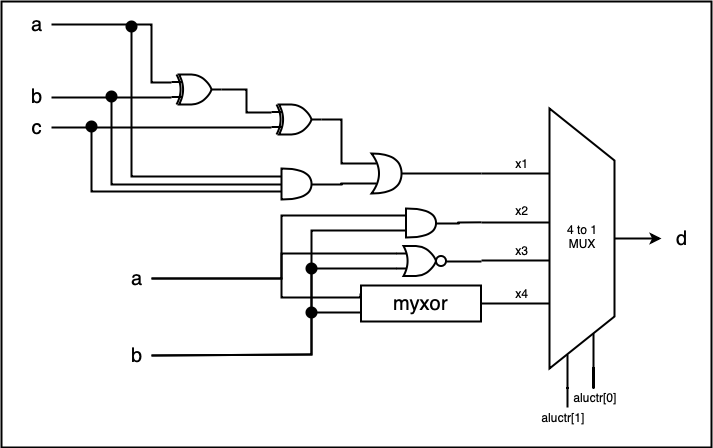 a
b
c
x1
x2
4 to 1
MUX
d
x3
a
x4
myxor
b
aluctr[0]
aluctr[1]